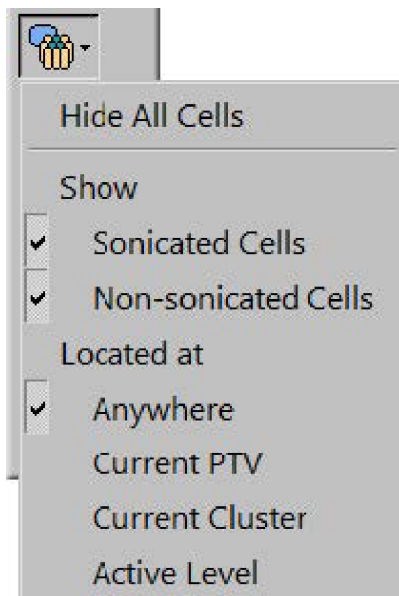 Hide All Cells
Show
Sonicated Cells
Non-sonicated Cells
Located at
Anywhere
Current PTV
Current Cluster
Active Level